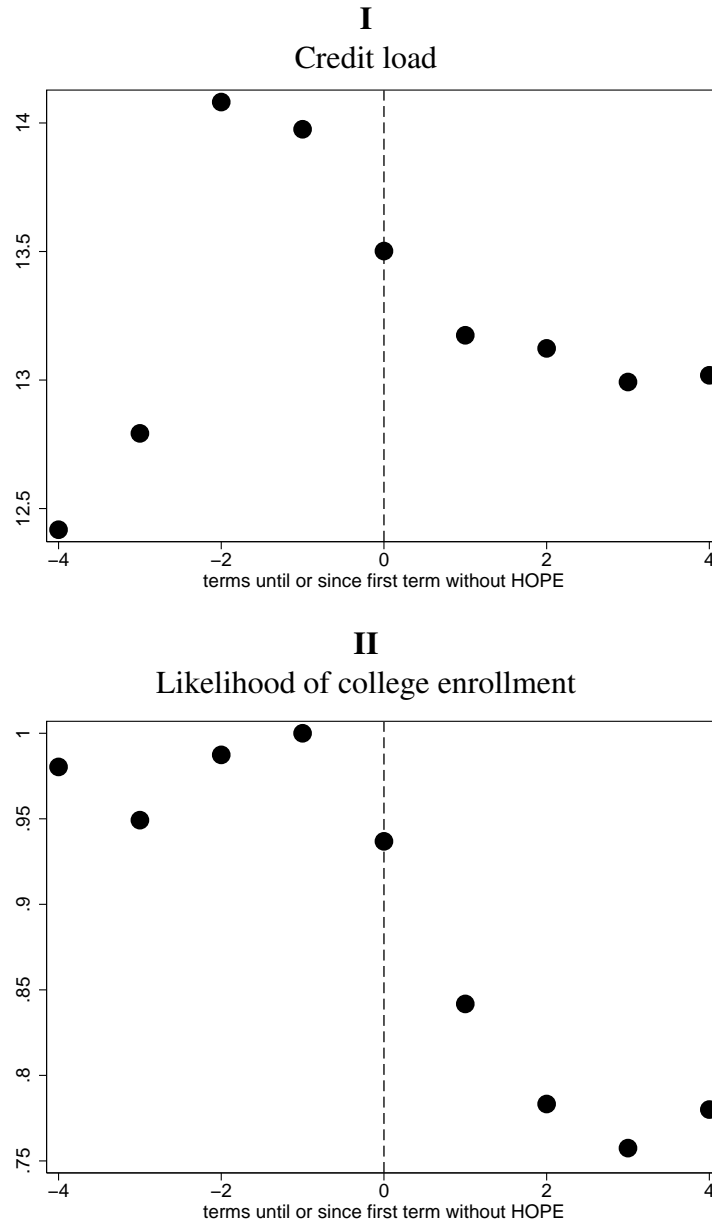 I
Credit load
14
13.5
13
12.5
−4 −2 0 2 4
terms until or since first term without HOPE
II
Likelihood of college enrollment
1
.95
.9
.85
.8
.75
−4 −2 0 2 4
terms until or since first term without HOPE